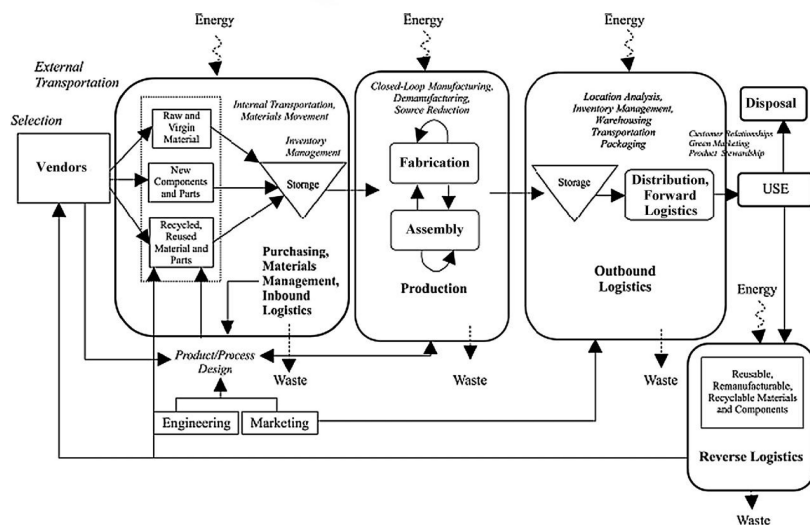 Energy
Energy
Energy
External
Transportation
Selection
Vendors
Raw and
Virgin
Material
New
Components
and Parts
Recycled,
Reused
Material and
Parts
Internal Transportation,
Materials Movement
Inventory
Management
Storage
Purchasing,
Materials
Management,
Inbound
Logistics
Closed-Loop Manufacturing,
Demanufacturing,
Source Reduction
Fabrication
Assembly
Production
Location Analysis,
Inventory Management,
Warehousing
Transportation
Packaging
Storage
Distribution,
Forward
Logistics
Outbound
Logistics
Customer Relationships
Green Marketing
Product Stewardship
Disposal
USE
Energy
Product/Process
Design
Waste
Waste
Waste
Engineering
Marketing
Reusable,
Remanufacturable,
Recyclable Materials
and Components
Reverse Logistics
Waste